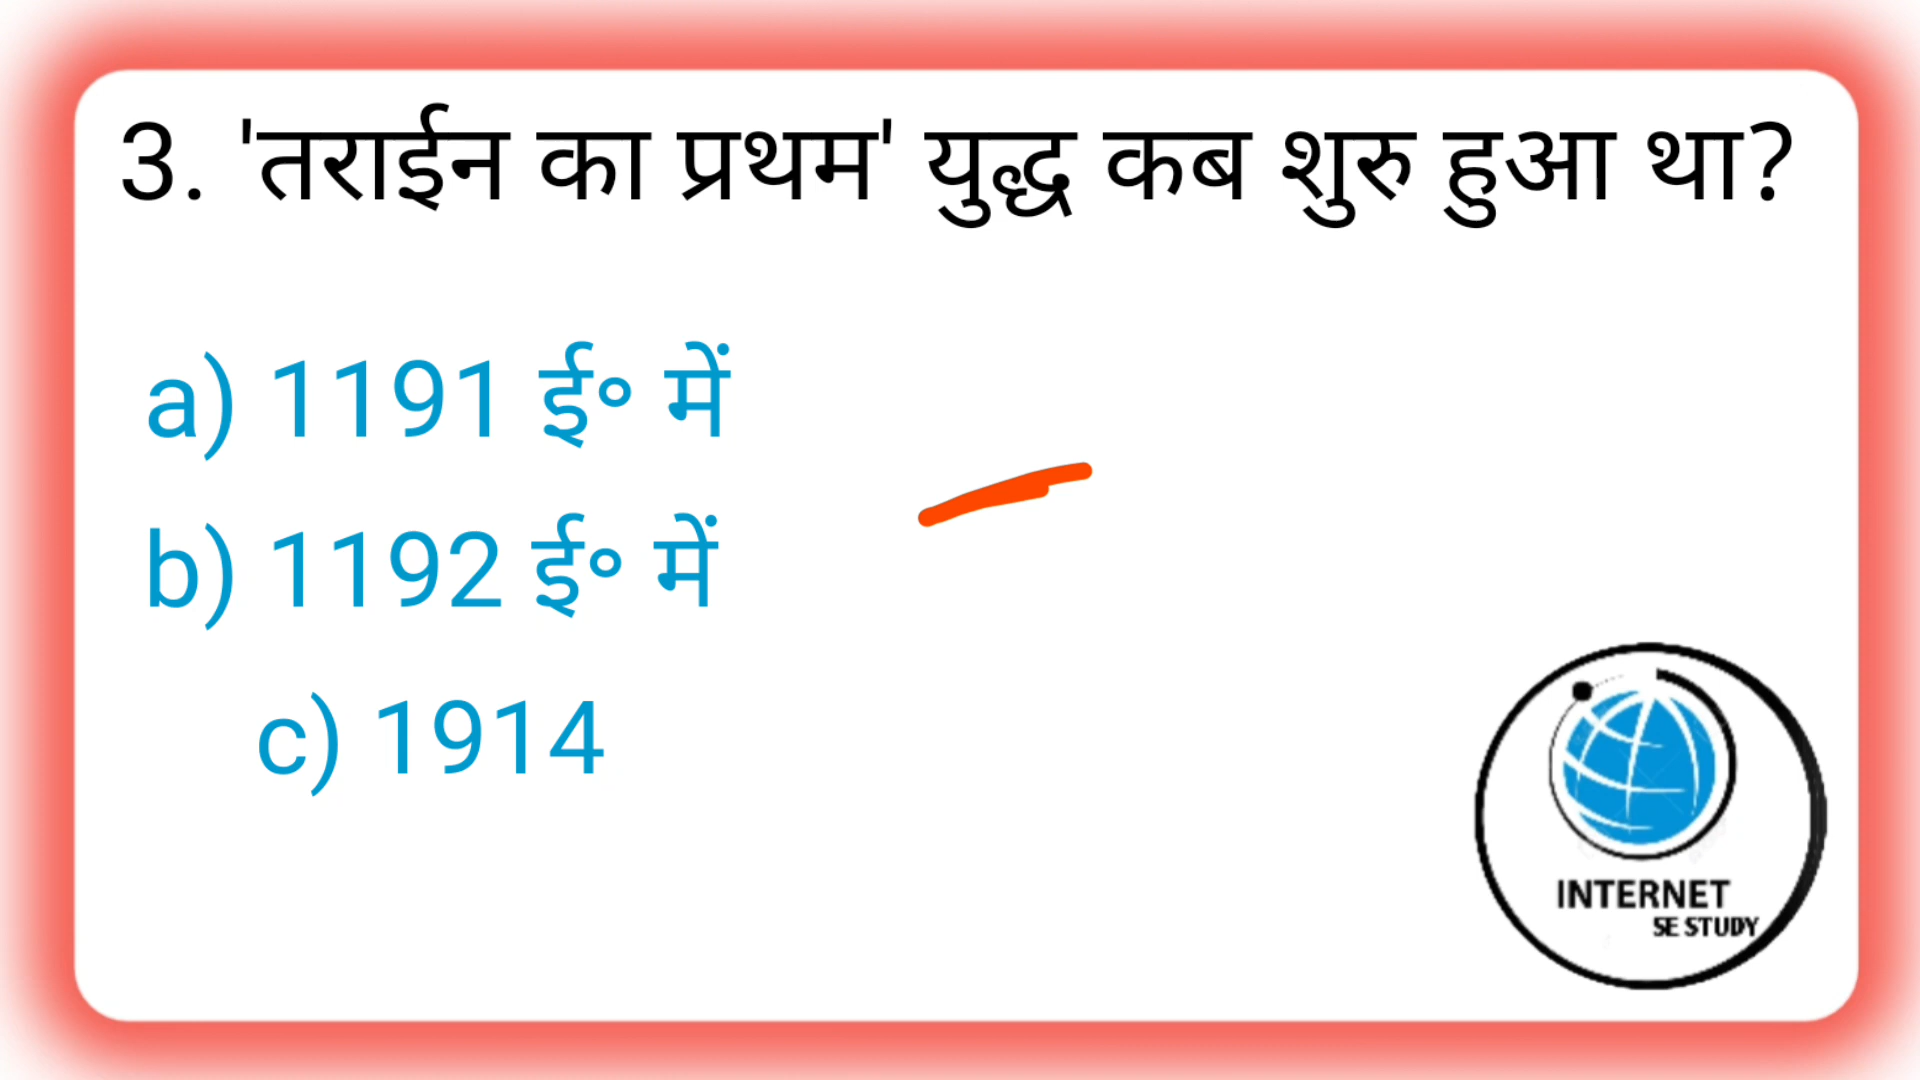 3. 'तराईन का प्रथम' युद्ध कब शुरु हुआ था?
a) 1191 ई॰ में
b) 1192 ई॰ में
c) 1914
INTERNET
SE STUDY